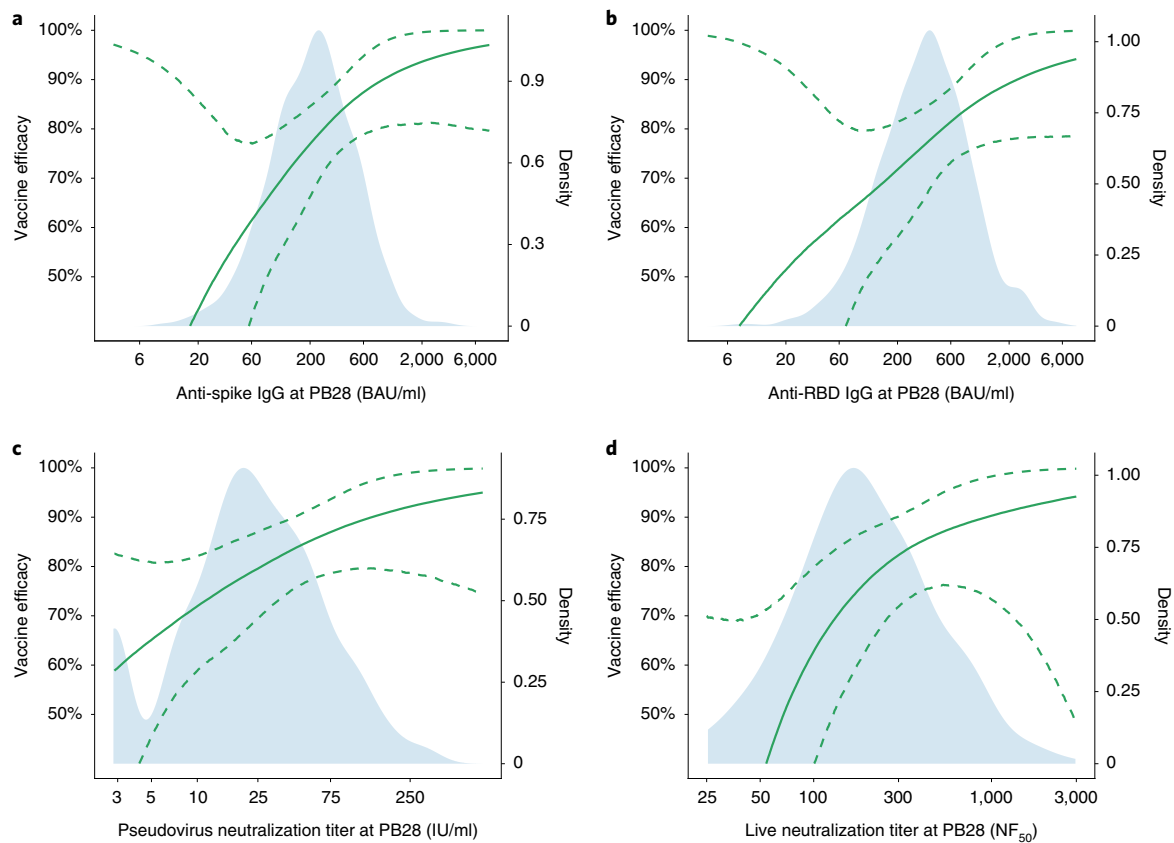 a
100%
90%
80%
70%
60%
50%
Vaccine efficacy
0.9
0.6
0.3
0
Density
6 20 60 200 600 2,000 6,000
Anti-spike IgG at PB28 (BAU/ml)
b
100%
90%
80%
70%
60%
50%
Vaccine efficacy
1.00
0.75
0.50
0.25
0
Density
6 20 60 200 600 2,000 6,000
Anti-RBD IgG at PB28 (BAU/ml)
c
100%
90%
80%
70%
60%
50%
Vaccine efficacy
0.75
0.50
0.25
0
Density
3 5 10 25 75 250
Pseudovirus neutralization titer at PB28 (IU/ml)
d
100%
90%
80%
70%
60%
50%
Vaccine efficacy
1.00
0.75
0.50
0.25
0
Density
25 50 100 300 1,000 3,000
Live neutralization titer at PB28 (NF50)